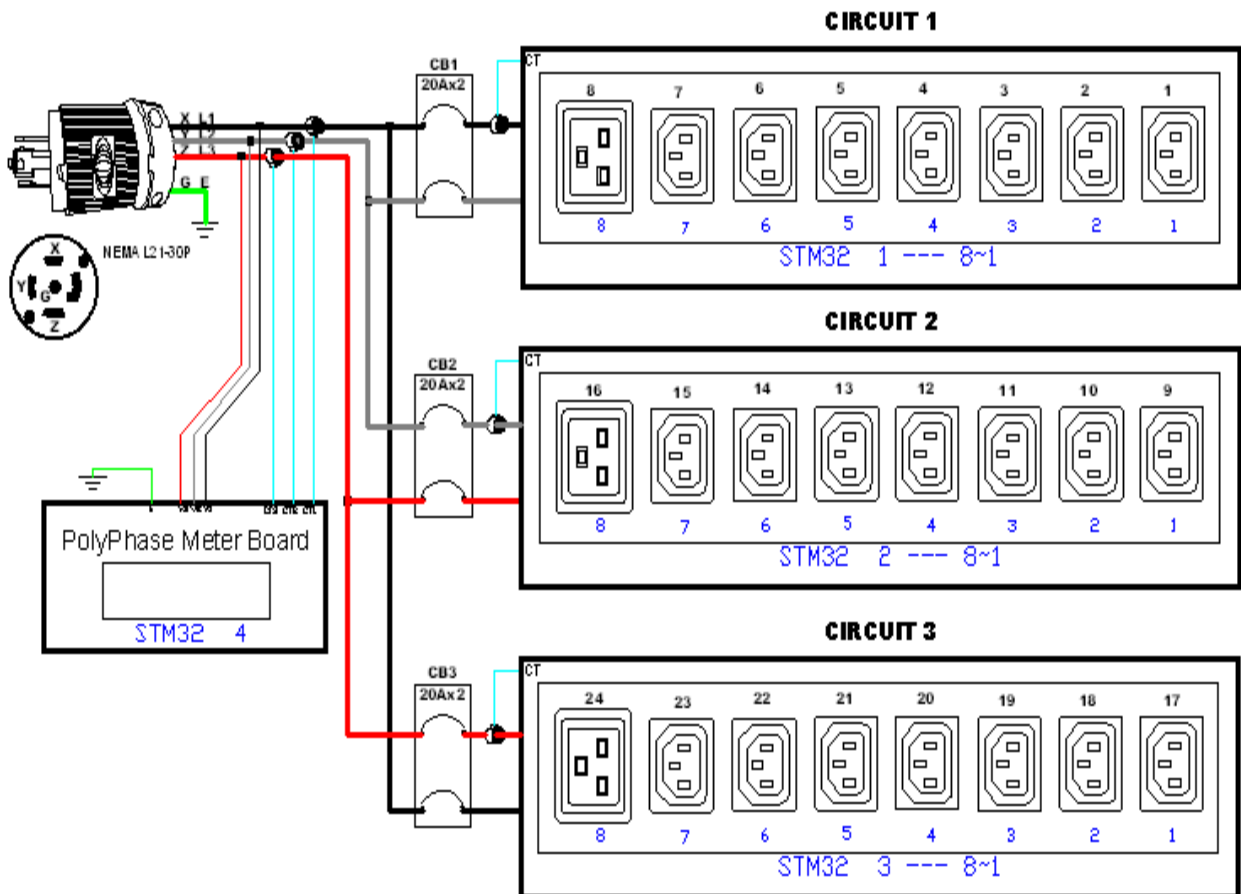 CIRCUIT 1
CB1
20Ax2
CT
8 7 6 5 4 3 2 1
8 7 6 5 4 3 2 1
STM32 1 --- 8~1
X L1
Z L3
G E
NEMA L21-30P
X
Y
G
Z
CIRCUIT 2
CB2
20Ax2
CT
16 15 14 13 12 11 10 9
8 7 6 5 4 3 2 1
STM32 2 --- 8~1
PolyPhase Meter Board
STM32 4
CIRCUIT 3
CB3
20Ax2
CT
24 23 22 21 20 19 18 17
8 7 6 5 4 3 2 1
STM32 3 --- 8~1